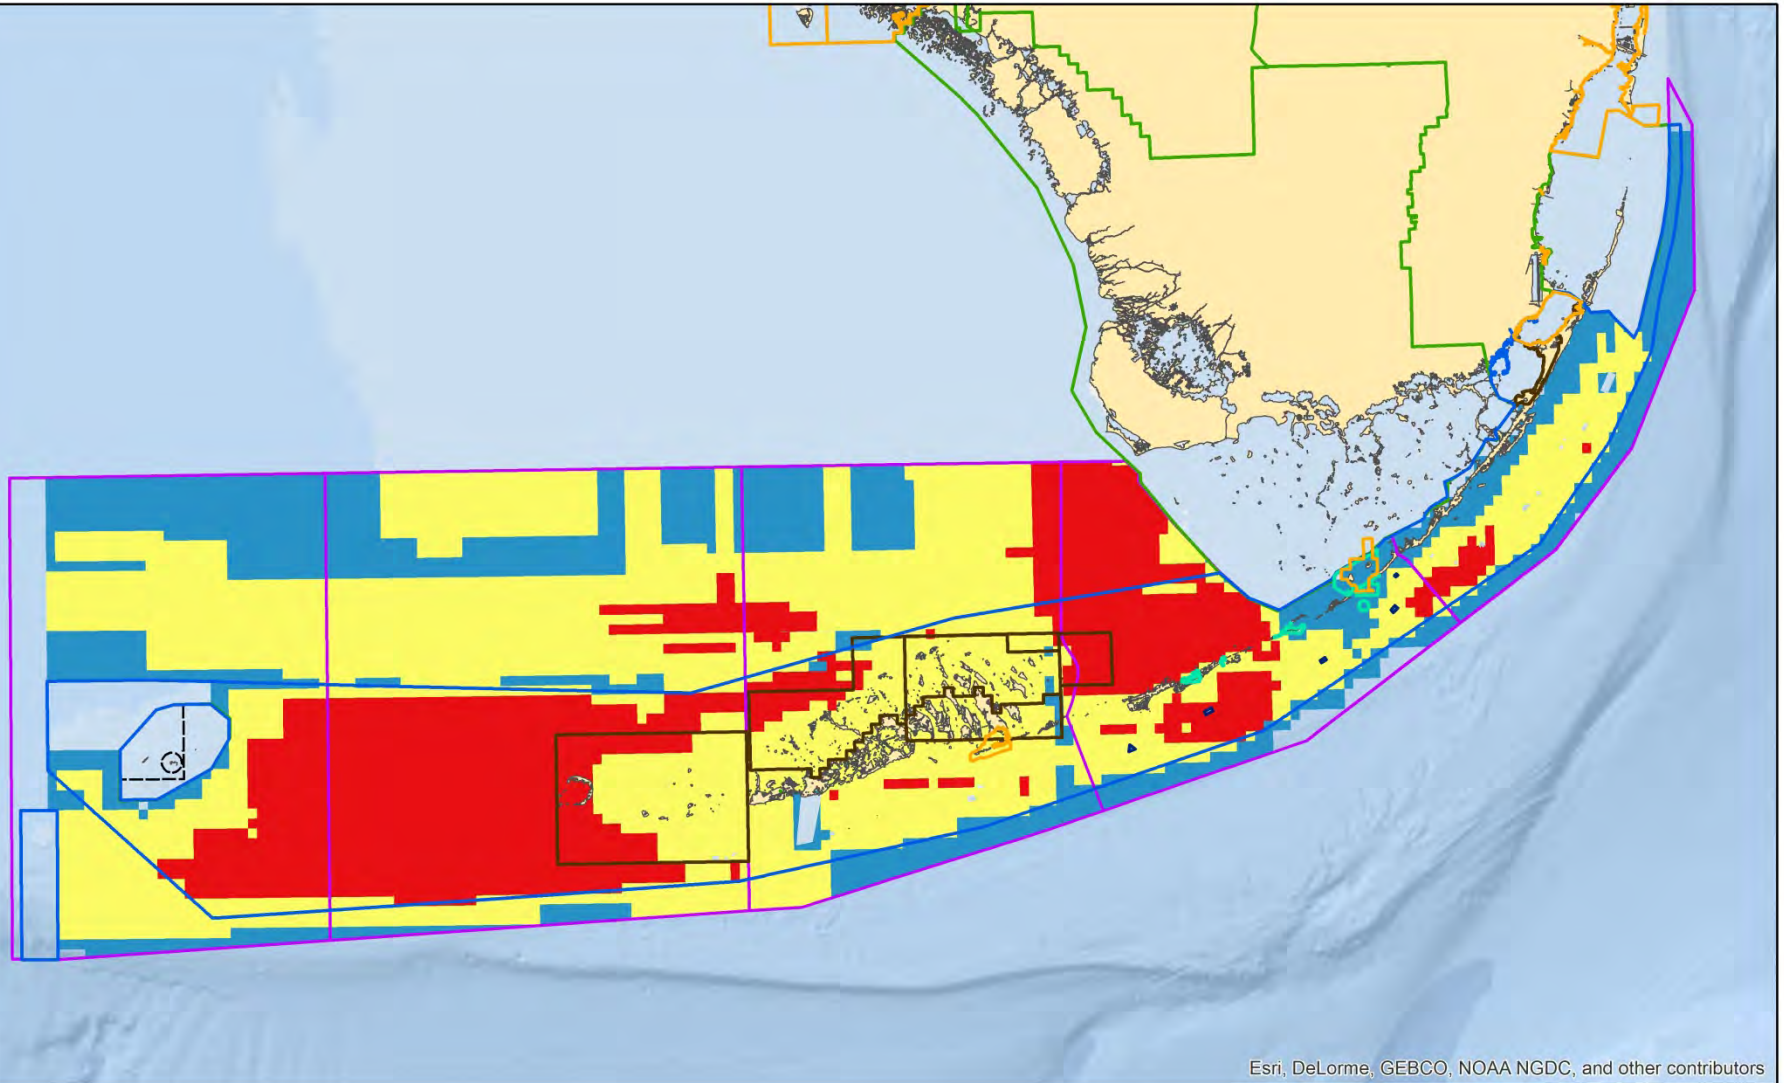 Esri, DeLorme, GEBCO, NOAA NGDC, and other contributors